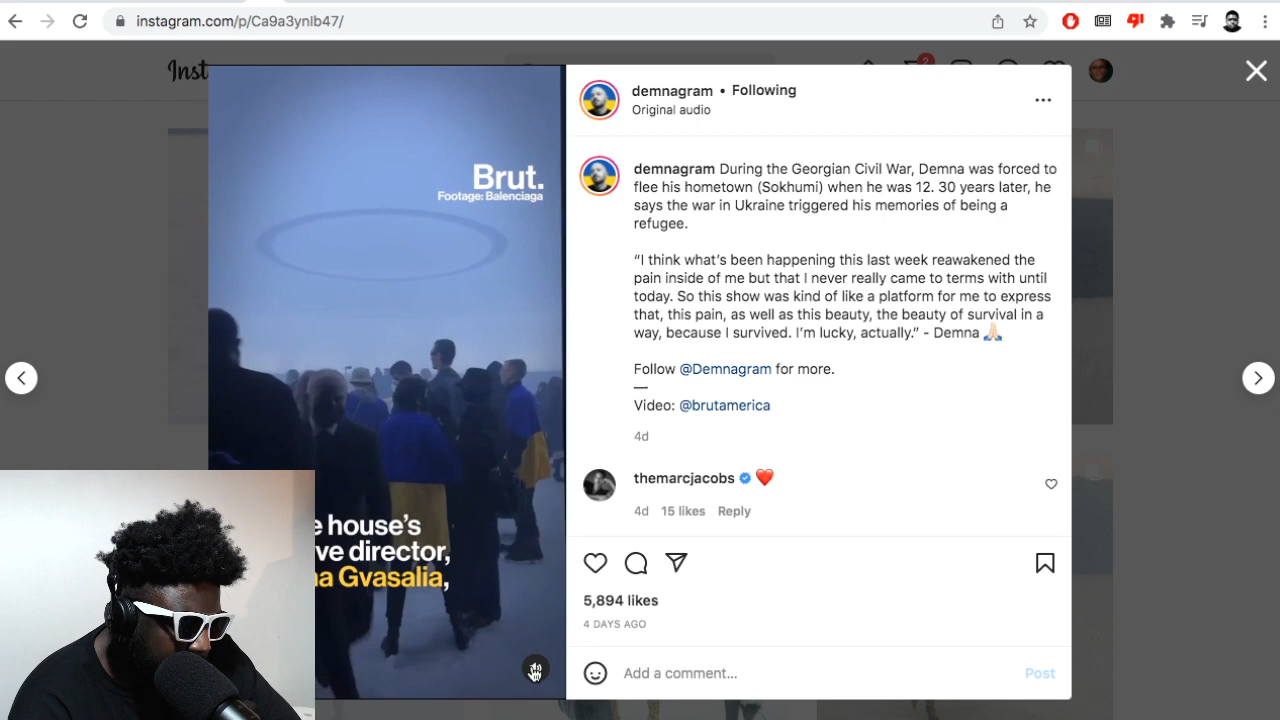 instagram.com/p/Ca9a3ynlb47/
Inst
2
Brut.
Footage: Balenciaga
e house's
ve director,
na Gvasalia,
demnagram • Following
Original audio
demnagram During the Georgian Civil War, Demna was forced to
flee his hometown (Sokhumi) when he was 12. 30 years later, he
says the war in Ukraine triggered his memories of being a
refugee.
“I think what’s been happening this last week reawakened the
pain inside of me but that I never really came to terms with until
today. So this show was kind of like a platform for me to express
that, this pain, as well as this beauty, the beauty of survival in a
way, because I survived. I’m lucky, actually.” - Demna 🙏🏻
Follow @Demnagram for more.
—
Video: @brutamerica
4d
themarcjacobs ❤️
4d 15 likes Reply
5,894 likes
4 DAYS AGO
Add a comment...
Post